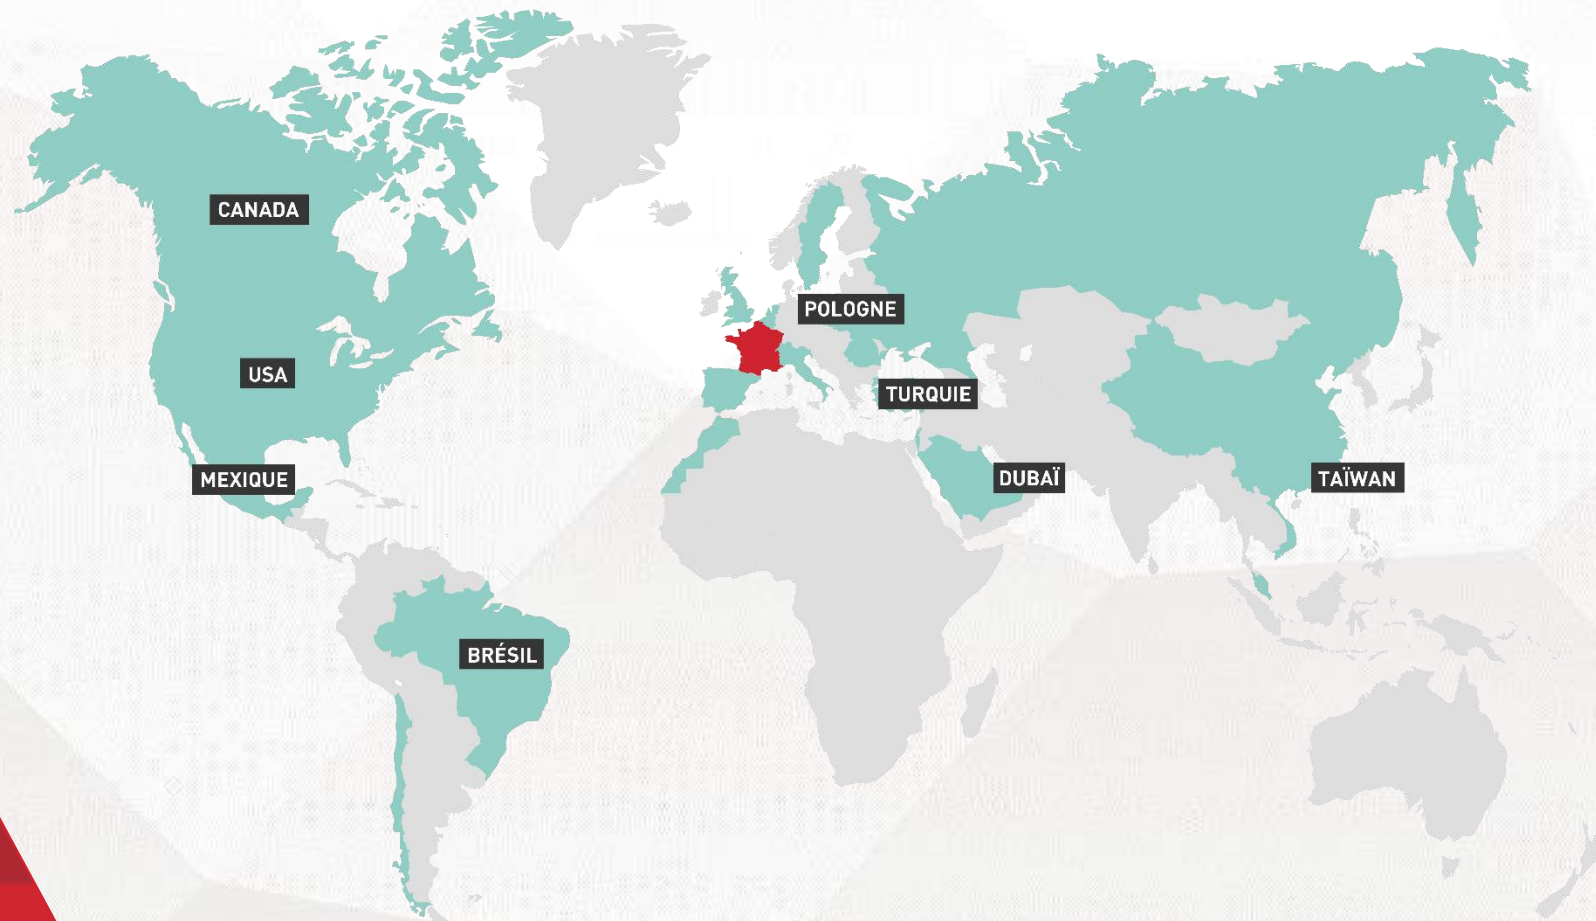 CANADA
POLOGNE
USA
TURQUIE
MEXIQUE
DUBAÏ
TAÏWAN
BRÉSIL